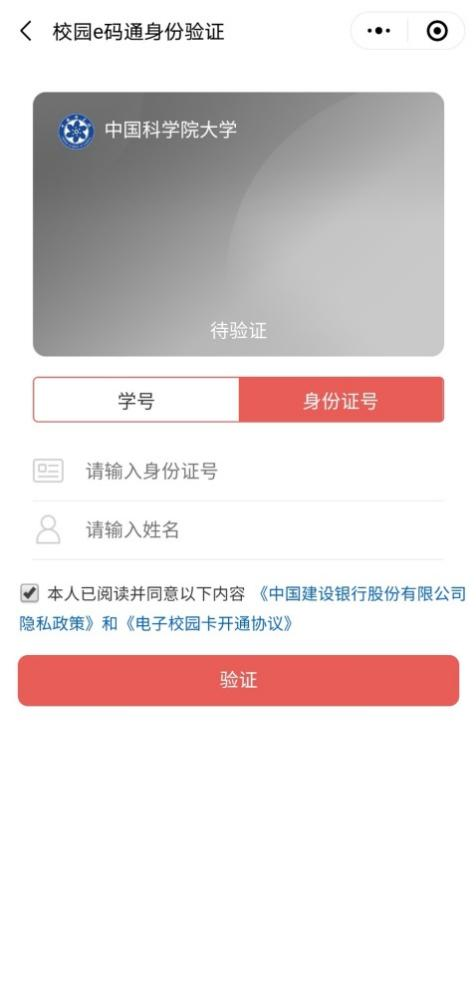 校园e码通身份验证
中国科学院大学
待验证
学号 身份证号
请输入身份证号
请输入姓名
本人已阅读并同意以下内容 《中国建设银行股份有限公司
隐私政策》和《电子校园卡开通协议》
验证